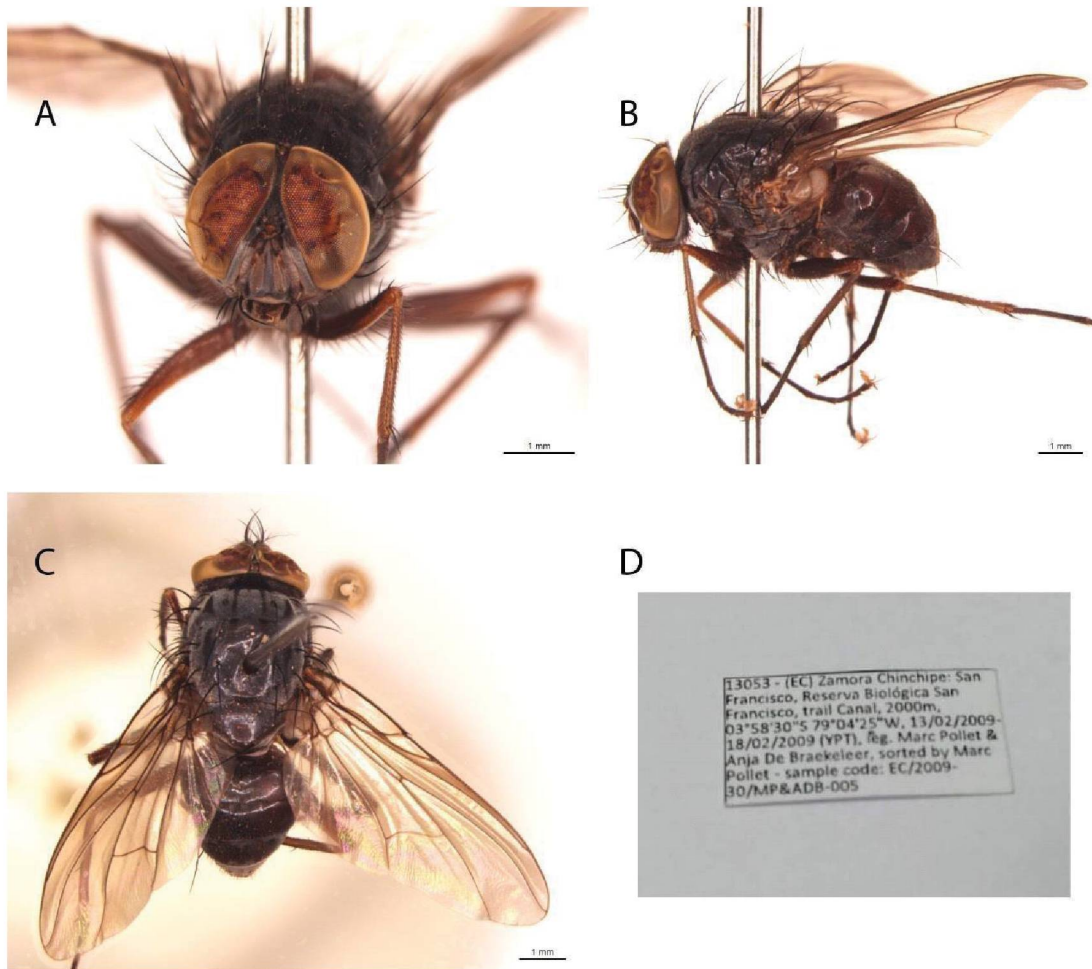 A
1 mm
B
1 mm
C
1 mm
D
13053 - (EC) Zamora Chinchipe: San
Francisco, Reserva Biológica San
Francisco, trail Canal, 2000m,
03°58'30"S 79°04'25"W, 13/02/2009-
18/02/2009 (YPT), leg. Marc Pollet &
Anja De Braekeleer, sorted by Marc
Pollet - sample code: EC/2009-
30/MP&ADB-005